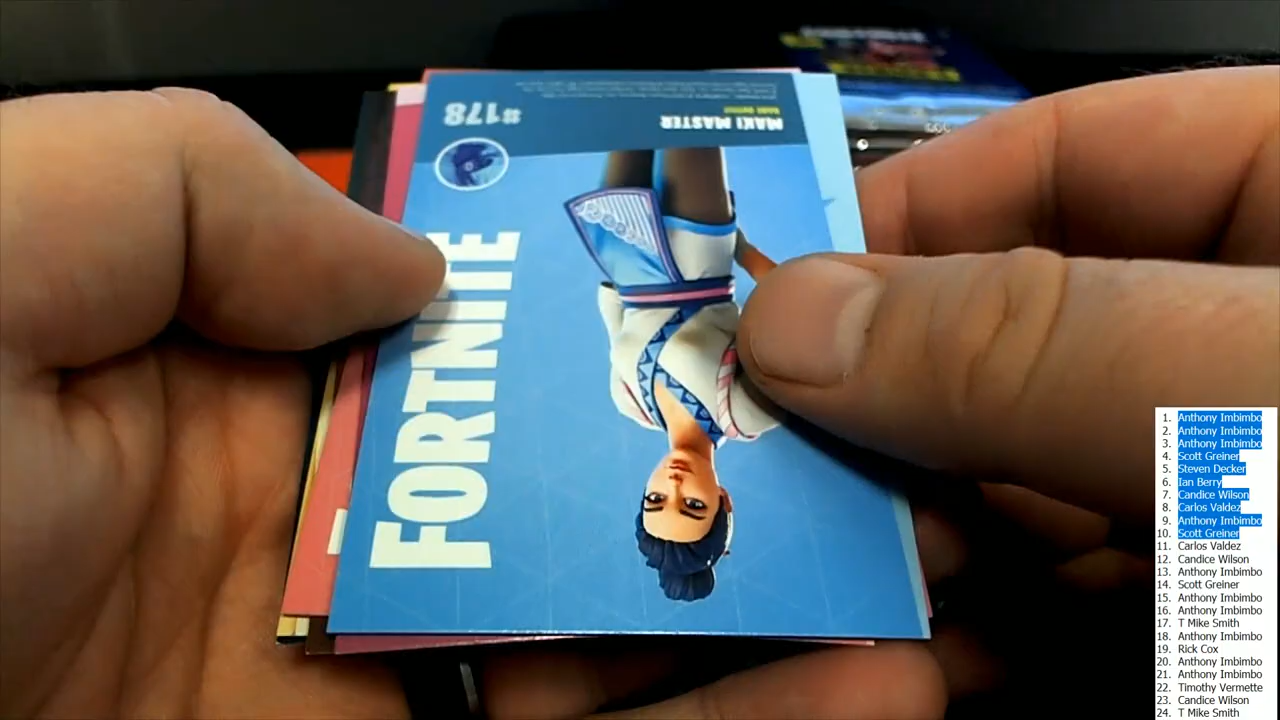 #178
MAKI MASTER
RARE OUTFIT
FORTNITE
1. Anthony Imbimbo
2. Anthony Imbimbo
3. Anthony Imbimbo
4. Scott Greiner
5. Steven Decker
6. Ian Berry
7. Candice Wilson
8. Carlos Valdez
9. Anthony Imbimbo
10. Scott Greiner
11. Carlos Valdez
12. Candice Wilson
13. Anthony Imbimbo
14. Scott Greiner
15. Anthony Imbimbo
16. Anthony Imbimbo
17. T Mike Smith
18. Anthony Imbimbo
19. Rick Cox
20. Anthony Imbimbo
21. Anthony Imbimbo
22. Timothy Vermette
23. Candice Wilson
24. T Mike Smith